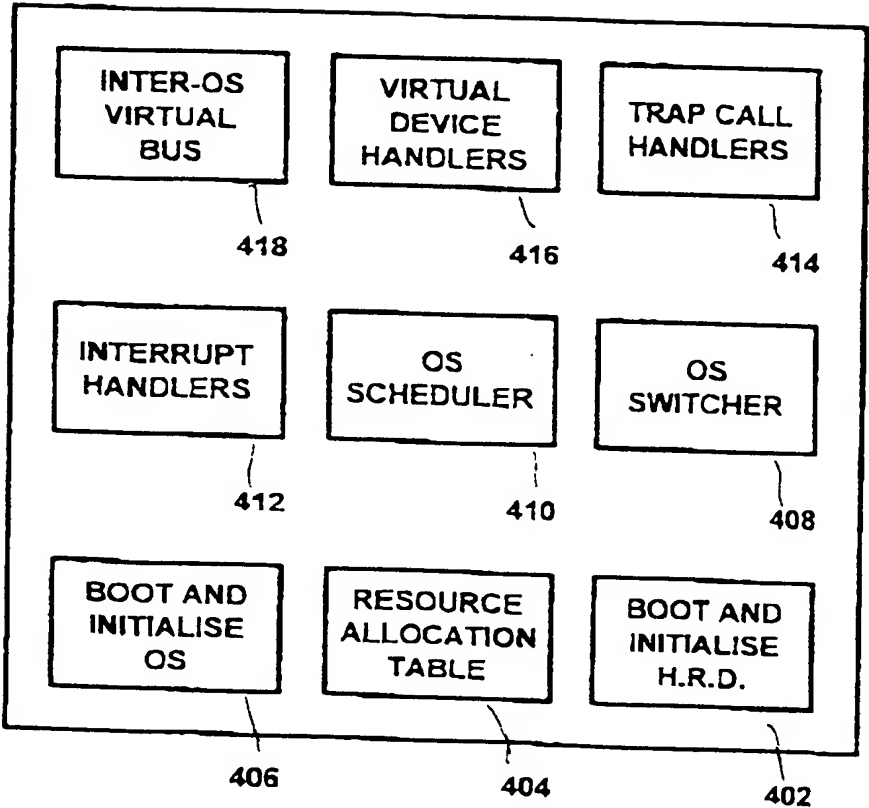 INTER-OS
VIRTUAL
BUS
418
VIRTUAL
DEVICE
HANDLERS
416
TRAP CALL
HANDLERS
414
INTERRUPT
HANDLERS
412
OS
SCHEDULER
410
OS
SWITCHER
408
BOOT AND
INITIALISE
OS
406
RESOURCE
ALLOCATION
TABLE
404
BOOT AND
INITIALISE
H.R.D.
402